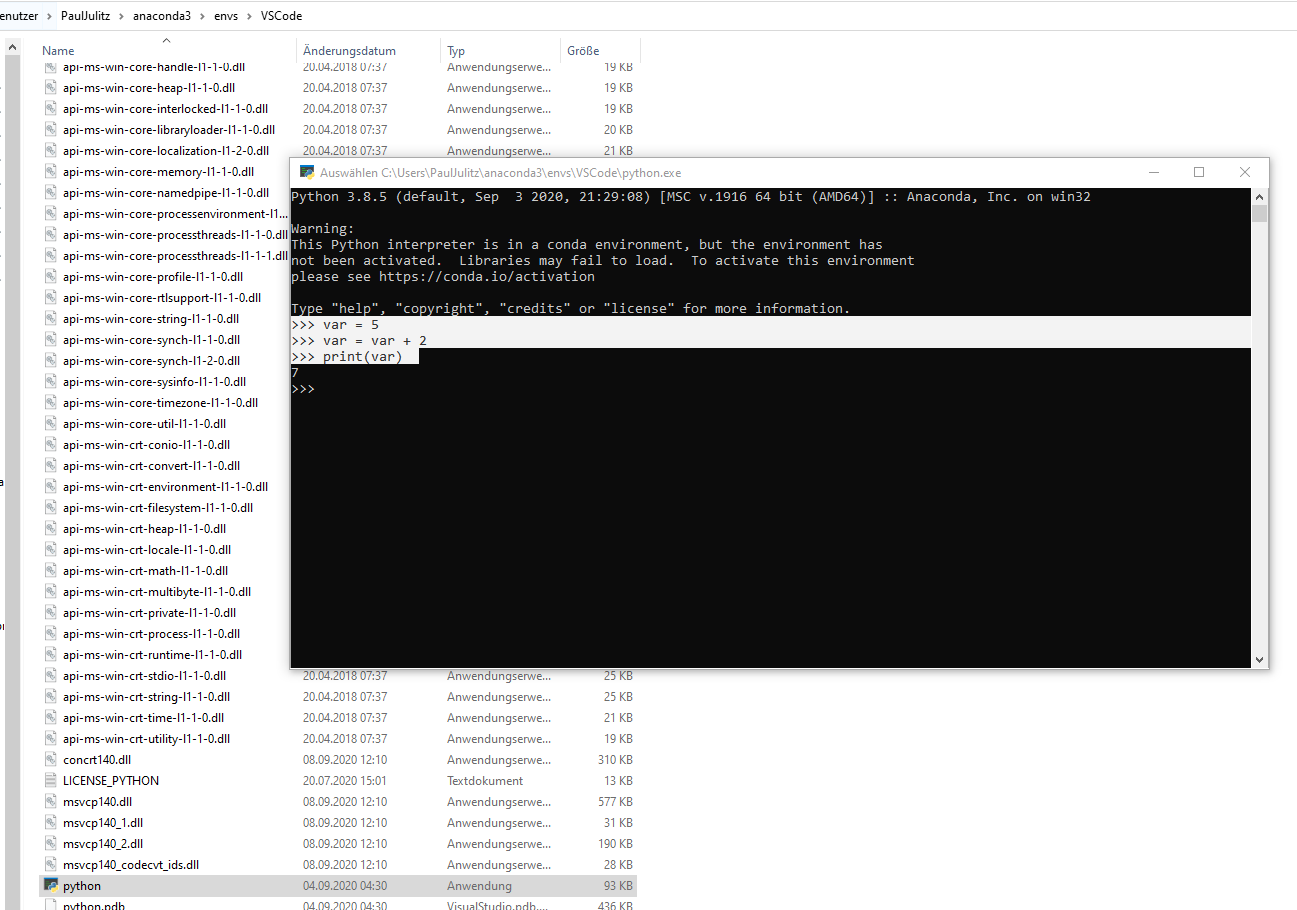 enutzer > PaulJulitz > anaconda3 > envs > VSCode
Name Änderungsdatum Typ Größe
api-ms-win-core-handle-l1-1-0.dll 20.04.2018 07:37 Anwendungserwe... 19 KB
api-ms-win-core-heap-l1-1-0.dll 20.04.2018 07:37 Anwendungserwe... 19 KB
api-ms-win-core-interlocked-l1-1-0.dll 20.04.2018 07:37 Anwendungserwe... 19 KB
api-ms-win-core-libraryloader-l1-1-0.dll 20.04.2018 07:37 Anwendungserwe... 20 KB
api-ms-win-core-localization-l1-2-0.dll 20.04.2018 07:37 Anwendungserwe... 21 KB
api-ms-win-core-memory-l1-1-0.dll
api-ms-win-core-namedpipe-l1-1-0.dll
api-ms-win-core-processenvironment-l1...
api-ms-win-core-processthreads-l1-1-0.dll
api-ms-win-core-processthreads-l1-1-1.dll
api-ms-win-core-profile-l1-1-0.dll
api-ms-win-core-rtlsupport-l1-1-0.dll
api-ms-win-core-string-l1-1-0.dll
api-ms-win-core-synch-l1-1-0.dll
api-ms-win-core-synch-l1-2-0.dll
api-ms-win-core-sysinfo-l1-1-0.dll
api-ms-win-core-timezone-l1-1-0.dll
api-ms-win-core-util-l1-1-0.dll
api-ms-win-crt-conio-l1-1-0.dll
api-ms-win-crt-convert-l1-1-0.dll
api-ms-win-crt-environment-l1-1-0.dll
api-ms-win-crt-filesystem-l1-1-0.dll
api-ms-win-crt-heap-l1-1-0.dll
api-ms-win-crt-locale-l1-1-0.dll
api-ms-win-crt-math-l1-1-0.dll
api-ms-win-crt-multibyte-l1-1-0.dll
api-ms-win-crt-private-l1-1-0.dll
api-ms-win-crt-process-l1-1-0.dll
api-ms-win-crt-runtime-l1-1-0.dll
api-ms-win-crt-stdio-l1-1-0.dll 20.04.2018 07:37 Anwendungserwe... 25 KB
api-ms-win-crt-string-l1-1-0.dll 20.04.2018 07:37 Anwendungserwe... 25 KB
api-ms-win-crt-time-l1-1-0.dll 20.04.2018 07:37 Anwendungserwe... 21 KB
api-ms-win-crt-utility-l1-1-0.dll 20.04.2018 07:37 Anwendungserwe... 19 KB
concrt140.dll 08.09.2020 12:10 Anwendungserwe... 310 KB
LICENSE_PYTHON 20.07.2020 15:01 Textdokument 13 KB
msvcp140.dll 08.09.2020 12:10 Anwendungserwe... 577 KB
msvcp140_1.dll 08.09.2020 12:10 Anwendungserwe... 31 KB
msvcp140_2.dll 08.09.2020 12:10 Anwendungserwe... 190 KB
msvcp140_codecvt_ids.dll 08.09.2020 12:10 Anwendungserwe... 28 KB
python 04.09.2020 04:30 Anwendung 93 KB
python.pdb 04.09.2020 04:30 VisualStudio.pdb.... 436 KB
Auswählen C:\Users\PaulJulitz\anaconda3\envs\VSCode\python.exe
Python 3.8.5 (default, Sep  3 2020, 21:29:08) [MSC v.1916 64 bit (AMD64)] :: Anaconda, Inc. on win32
Warning:
This Python interpreter is in a conda environment, but the environment has
not been activated.  Libraries may fail to load.  To activate this environment
please see https://conda.io/activation
Type "help", "copyright", "credits" or "license" for more information.
>>> var = 5
>>> var = var + 2
>>> print(var)
7
>>>